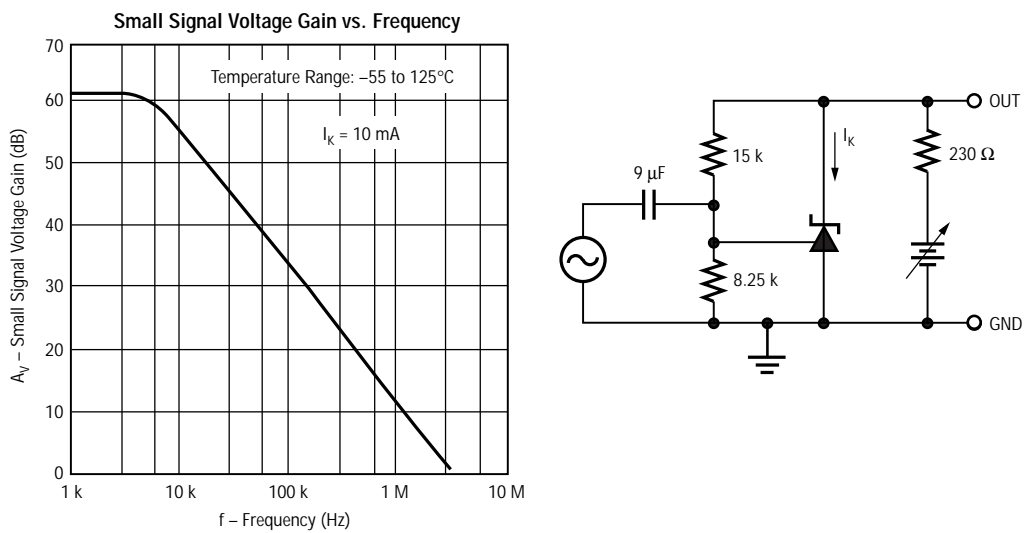 Small Signal Voltage Gain vs. Frequency
70
60
50
40
30
20
10
0
A_V – Small Signal Voltage Gain (dB)
Temperature Range: –55 to 125°C
I_K = 10 mA
1 k
10 k
100 k
1 M
10 M
f – Frequency (Hz)
OUT
I_K
15 k
230 Ω
9 μF
8.25 k
GND